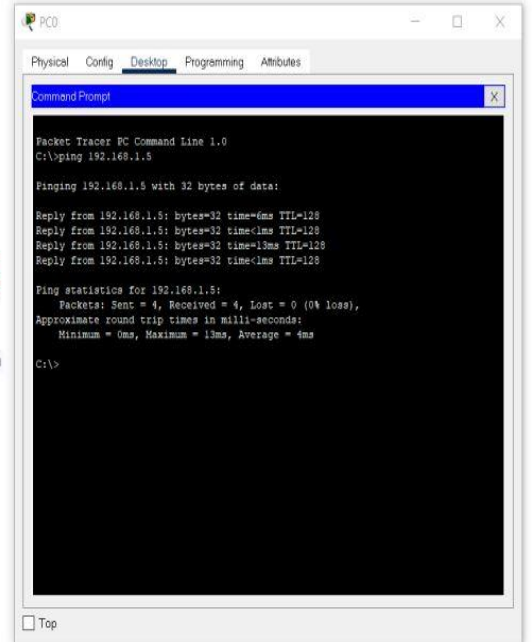 PC0
Physical Config Desktop Programming Attributes
Command Prompt X
Packet Tracer PC Command Line 1.0
C:\>ping 192.168.1.5
Pinging 192.168.1.5 with 32 bytes of data:
Reply from 192.168.1.5: bytes=32 time=6ms TTL=128
Reply from 192.168.1.5: bytes=32 time<1ms TTL=128
Reply from 192.168.1.5: bytes=32 time=13ms TTL=128
Reply from 192.168.1.5: bytes=32 time<1ms TTL=128
Ping statistics for 192.168.1.5:
Packets: Sent = 4, Received = 4, Lost = 0 (0% loss),
Approximate round trip times in milli-seconds:
Minimum = 0ms, Maximum = 13ms, Average = 4ms
C:\>
Top